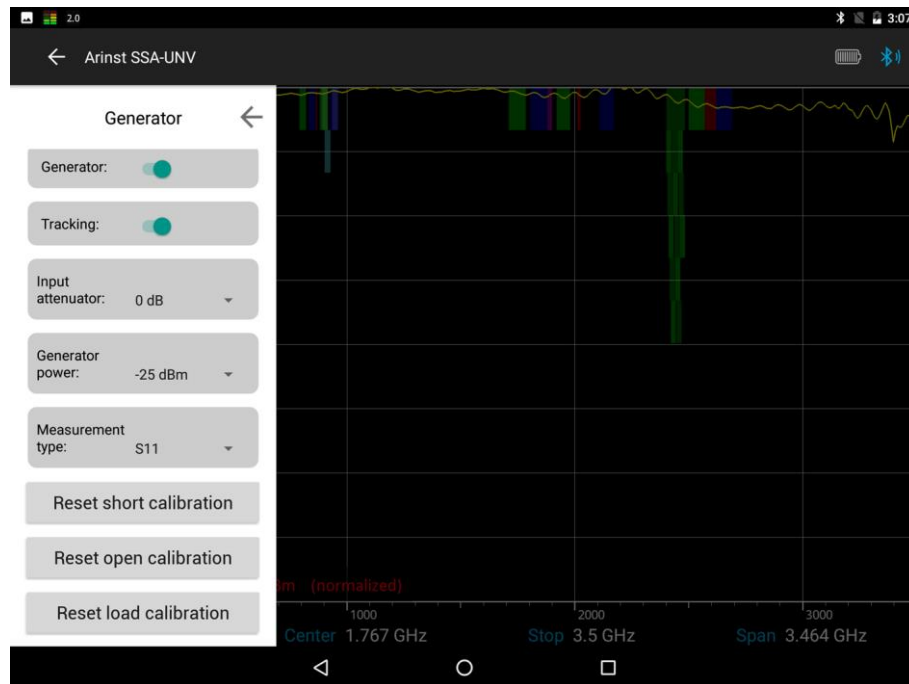 2.0
3:07
Arinst SSA-UNV
Generator
Generator:
Tracking:
Input
attenuator: 0 dB
Generator
power: -25 dBm
Measurement
type: S11
Reset short calibration
Reset open calibration
Reset load calibration
(normalized)
1000 2000 3000
Center 1.767 GHz Stop 3.5 GHz Span 3.464 GHz